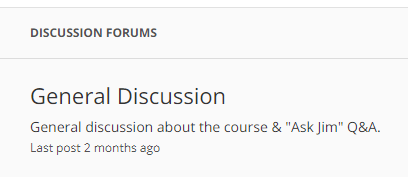 DISCUSSION FORUMS
General Discussion
General discussion about the course & "Ask Jim" Q&A.
Last post 2 months ago